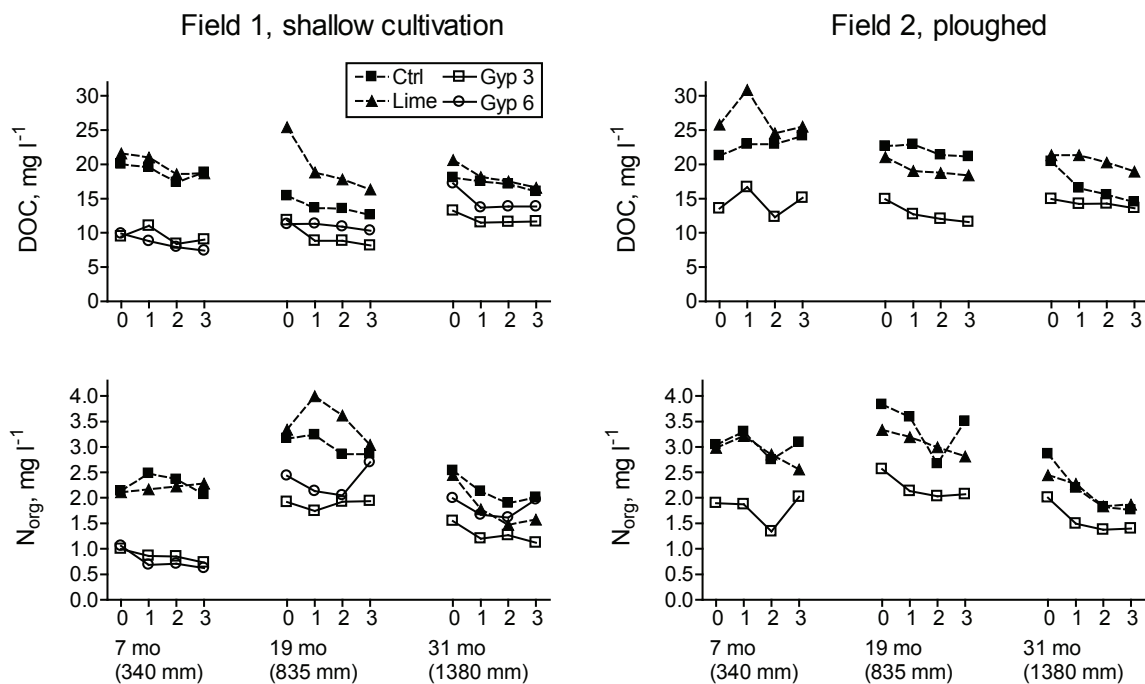 Field 1, shallow cultivation
Field 2, ploughed
Ctrl Gyp 3
Lime Gyp 6
DOC, mg l⁻¹
30
25
20
15
10
5
0
0 1 2 3 0 1 2 3 0 1 2 3
DOC, mg l⁻¹
30
25
20
15
10
5
0
0 1 2 3 0 1 2 3 0 1 2 3
N_org, mg l⁻¹
4.0
3.5
3.0
2.5
2.0
1.5
1.0
0.5
0.0
0 1 2 3 0 1 2 3 0 1 2 3
7 mo 19 mo 31 mo
(340 mm) (835 mm) (1380 mm)
N_org, mg l⁻¹
4.0
3.5
3.0
2.5
2.0
1.5
1.0
0.5
0.0
0 1 2 3 0 1 2 3 0 1 2 3
7 mo 19 mo 31 mo
(340 mm) (835 mm) (1380 mm)